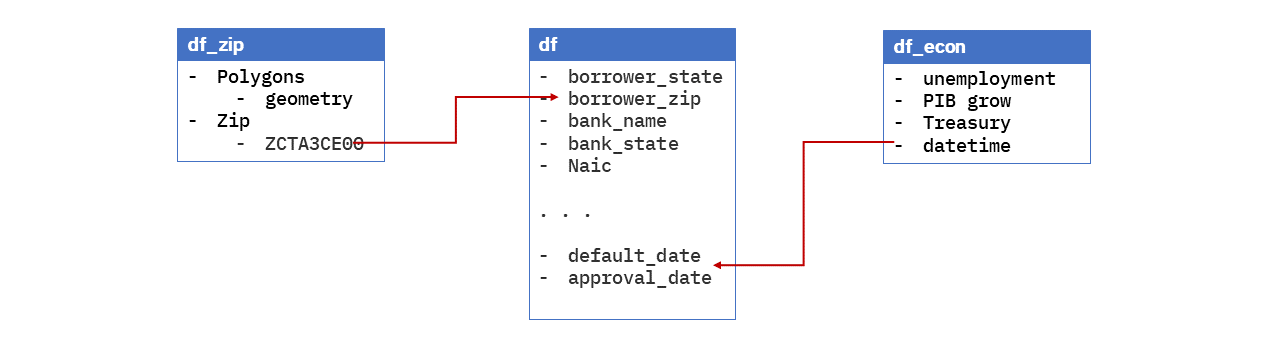 df_zip
- Polygons
- geometry
- Zip
- ZCTA3CE00
df
- borrower_state
- borrower_zip
- bank_name
- bank_state
- Naic
. . .
- default_date
- approval_date
df_econ
- unemployment
- PIB grow
- Treasury
- datetime